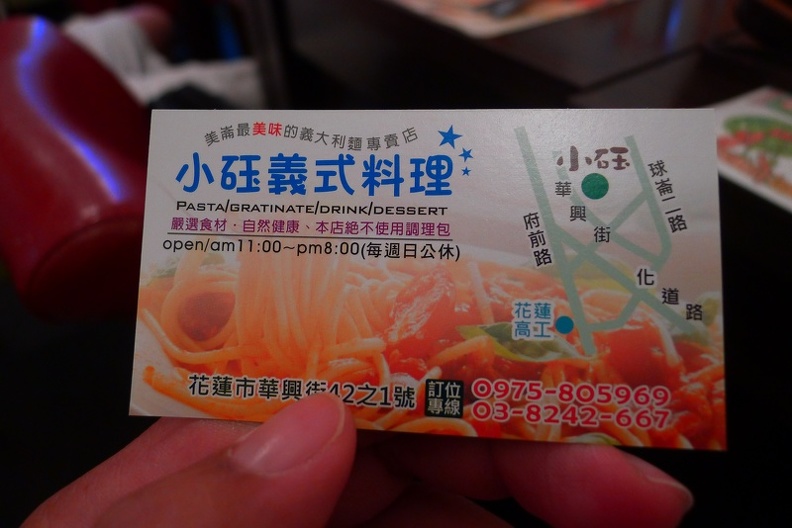 美崙最美味的義大利麵專賣店
小砡義式料理
PASTA/GRATINATE/DRINK/DESSERT
嚴選食材．自然健康、本店絕不使用調理包
open/am11:00~pm8:00(每週日公休)
小砡
華興街
球崙二路
府前路
化道路
花蓮
高工
花蓮市華興街42之1號
訂位
專線
0975-805969
03-8242-667